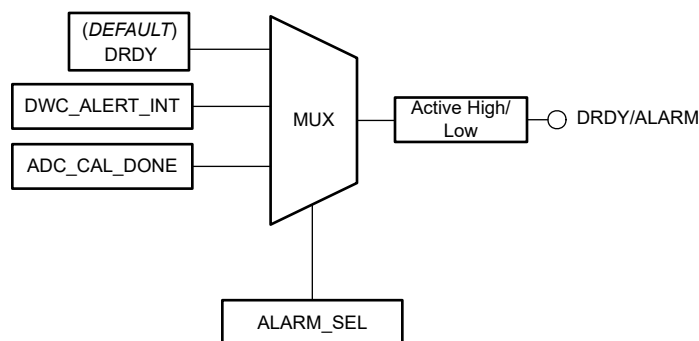 (DEFAULT)
DRDY
DWC_ALERT_INT
ADC_CAL_DONE
MUX
Active High/
Low
DRDY/ALARM
ALARM_SEL